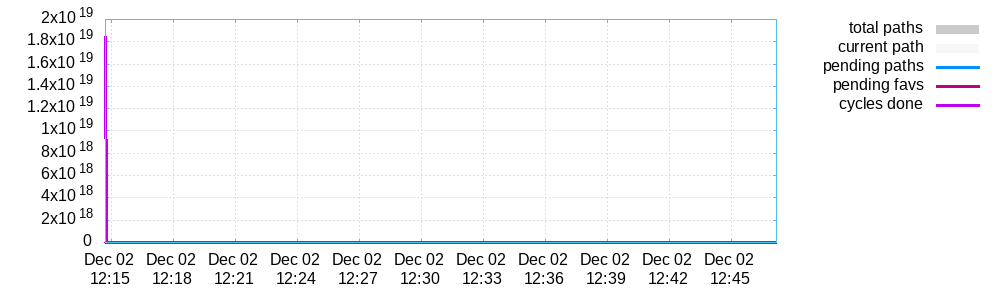 2x10 19
1.8x10 19
1.6x10 19
1.4x10 19
1.2x10 19
1x10 19
8x10 18
6x10 18
4x10 18
2x10 18
0
Dec 02 Dec 02 Dec 02 Dec 02 Dec 02 Dec 02 Dec 02 Dec 02 Dec 02 Dec 02 Dec 02
12:15 12:18 12:21 12:24 12:27 12:30 12:33 12:36 12:39 12:42 12:45
total paths
current path
pending paths
pending favs
cycles done